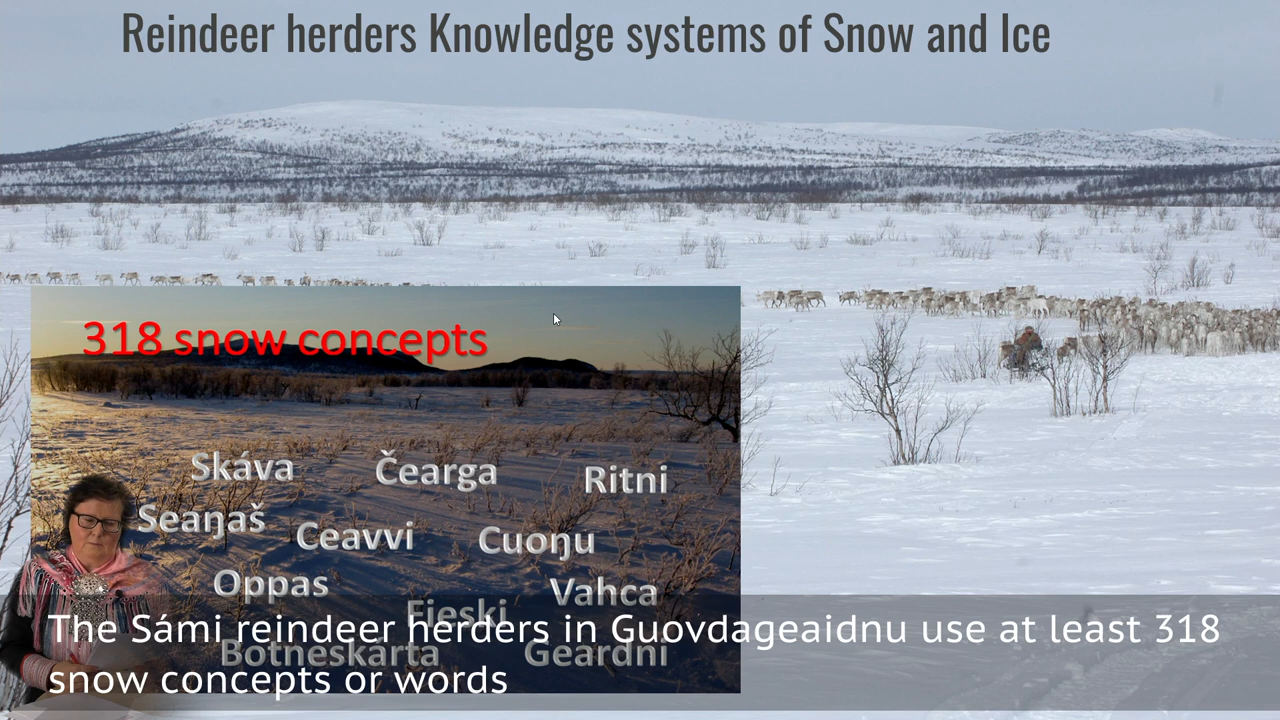 Reindeer herders Knowledge systems of Snow and Ice
318 snow concepts
Skáva Čearga Ritni
Seaŋaš Ceavvi Cuoŋu
Oppas Vahca
Fieski
Botneskárta Geardni
The Sámi reindeer herders in Guovdageaidnu use at least 318
snow concepts or words